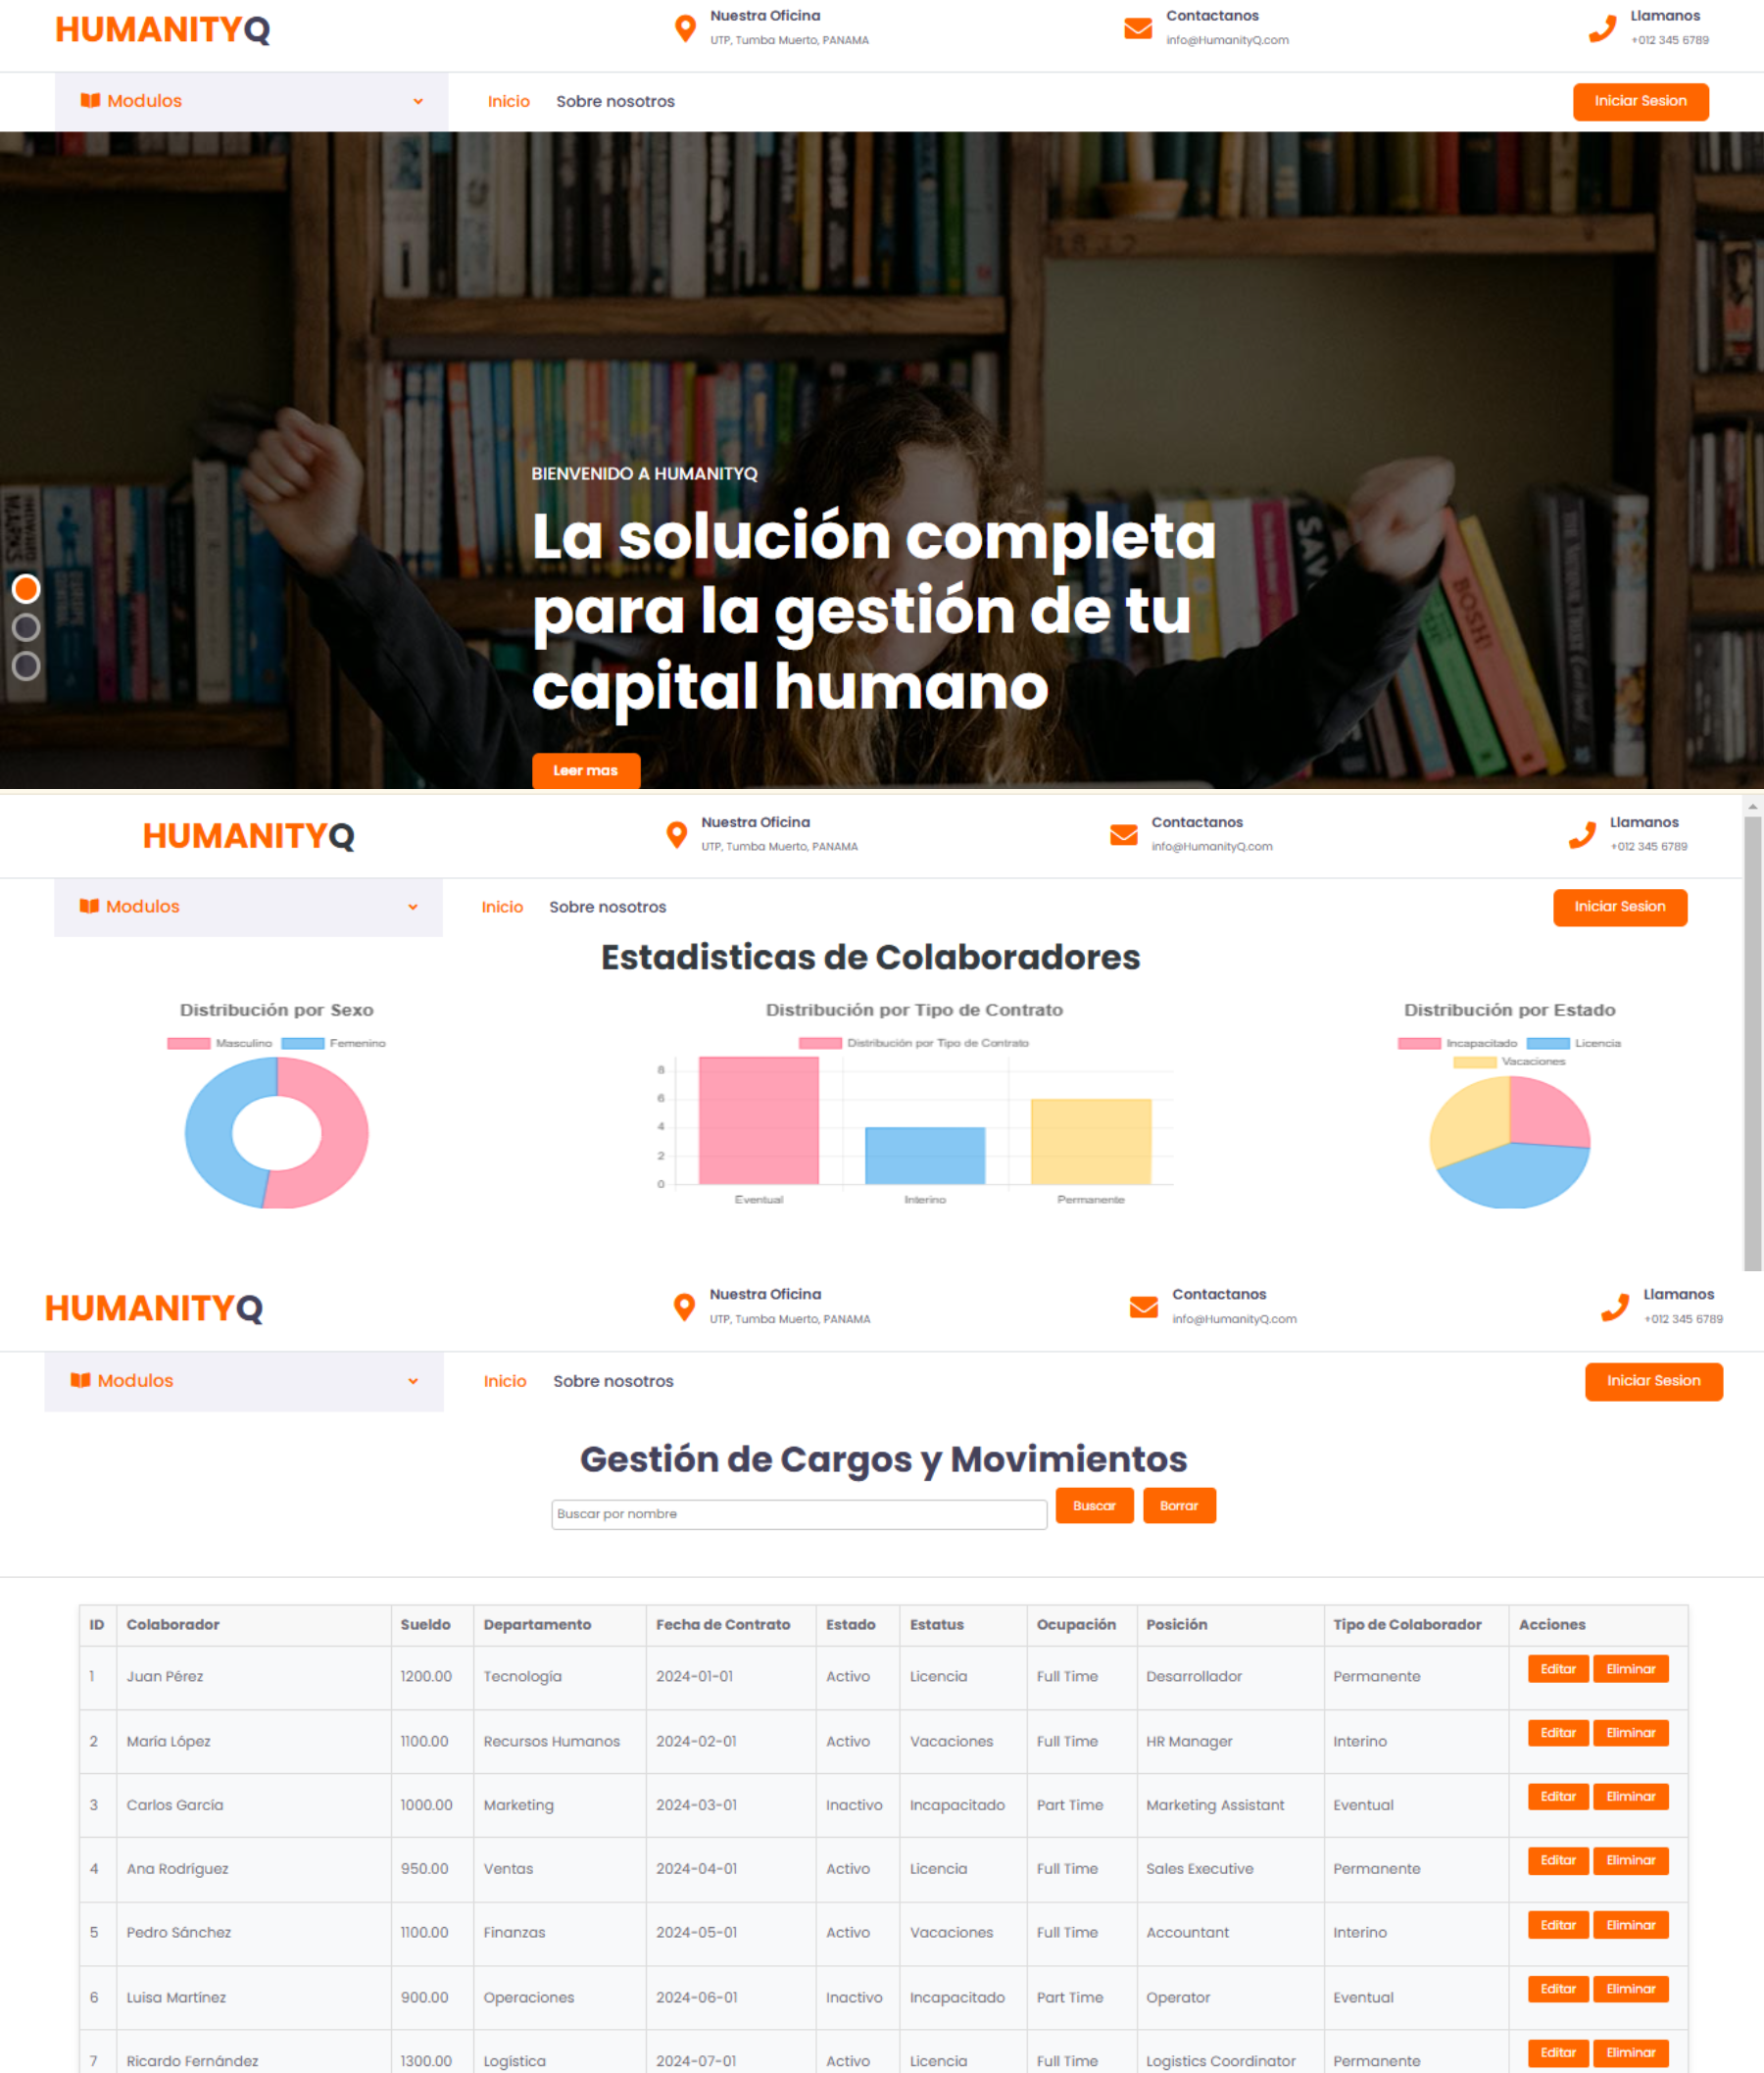 HUMANITYQ
Nuestra Oficina
UTP, Tumba Muerto, PANAMA
Contactanos
info@HumanityQ.com
Llamanos
+012 345 6789
Modulos
Inicio Sobre nosotros
Iniciar Sesion
1832
SAV
BOSH!
BIENVENIDO A HUMANITYQ
La solución completa
para la gestión de tu
capital humano
Leer mas
HUMANITYQ
Nuestra Oficina
UTP, Tumba Muerto, PANAMA
Contactanos
info@HumanityQ.com
Llamanos
+012 345 6789
Modulos
Inicio Sobre nosotros
Iniciar Sesion
Estadisticas de Colaboradores
Distribución por Sexo
Masculino Femenino
Distribución por Tipo de Contrato
Distribución por Tipo de Contrato
8
6
4
2
0
Eventual Interino Permanente
Distribución por Estado
Incapacitado Licencia
Vacaciones
HUMANITYQ
Nuestra Oficina
UTP, Tumba Muerto, PANAMA
Contactanos
info@HumanityQ.com
Llamanos
+012 345 6789
Modulos
Inicio Sobre nosotros
Iniciar Sesion
Gestión de Cargos y Movimientos
Buscar por nombre Buscar Borrar
ID Colaborador Sueldo Departamento Fecha de Contrato Estado Estatus Ocupación Posición Tipo de Colaborador Acciones
1 Juan Pérez 1200.00 Tecnología 2024-01-01 Activo Licencia Full Time Desarrollador Permanente Editar Eliminar
2 María López 1100.00 Recursos Humanos 2024-02-01 Activo Vacaciones Full Time HR Manager Interino Editar Eliminar
3 Carlos García 1000.00 Marketing 2024-03-01 Inactivo Incapacitado Part Time Marketing Assistant Eventual Editar Eliminar
4 Ana Rodríguez 950.00 Ventas 2024-04-01 Activo Licencia Full Time Sales Executive Permanente Editar Eliminar
5 Pedro Sánchez 1100.00 Finanzas 2024-05-01 Activo Vacaciones Full Time Accountant Interino Editar Eliminar
6 Luisa Martínez 900.00 Operaciones 2024-06-01 Inactivo Incapacitado Part Time Operator Eventual Editar Eliminar
7 Ricardo Fernández 1300.00 Logística 2024-07-01 Activo Licencia Full Time Logistics Coordinator Permanente Editar Eliminar